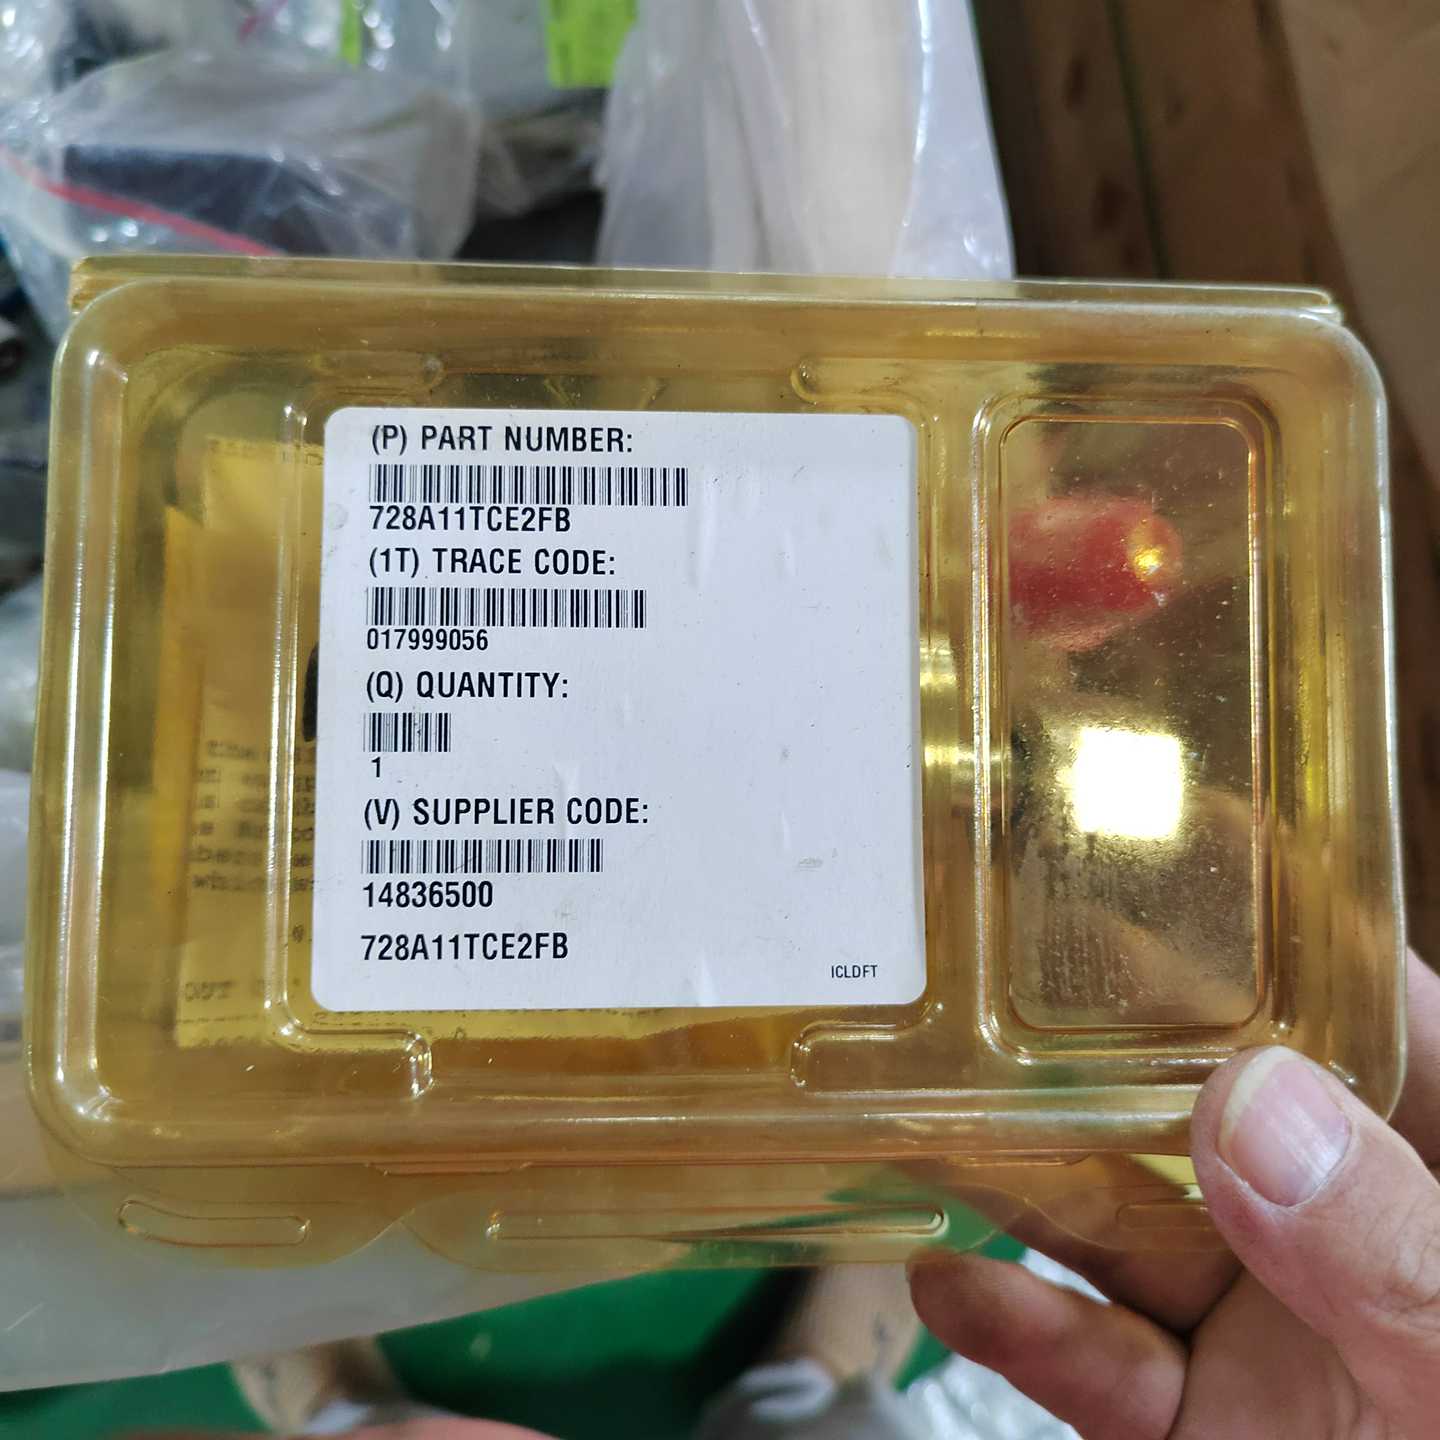 (P) PART NUMBER:
728A11TCE2FB
(1T) TRACE CODE:
017999056
(Q) QUANTITY:
1
(V) SUPPLIER CODE:
14836500
728A11TCE2FB
ICLDFT